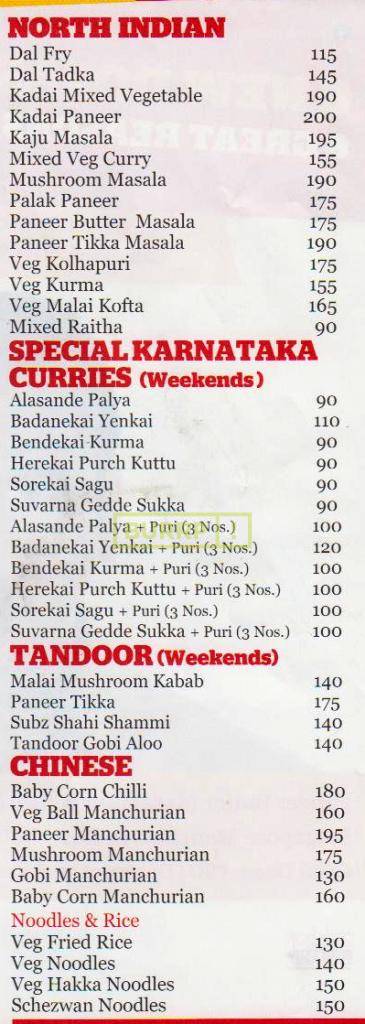 NORTH INDIAN
Dal Fry 115
Dal Tadka 145
Kadai Mixed Vegetable 190
Kadai Paneer 200
Kaju Masala 195
Mixed Veg Curry 155
Mushroom Masala 190
Palak Paneer 175
Paneer Butter Masala 175
Paneer Tikka Masala 190
Veg Kolhapuri 175
Veg Kurma 155
Veg Malai Kofta 165
Mixed Raitha 90
SPECIAL KARNATAKA
CURRIES (Weekends)
Alasande Palya 90
Badanekai Yenkai 110
Bendekai Kurma 90
Herekai Purch Kuttu 90
Sorekai Sagu 90
Suvarna Gedde Sukka 90
Alasande Palya + Puri (3 Nos.) 100
Badanekai Yenkai + Puri (3 Nos.) 120
Bendekai Kurma + Puri (3 Nos.) 100
Herekai Purch Kuttu + Puri (3 Nos.) 100
Sorekai Sagu + Puri (3 Nos.) 100
Suvarna Gedde Sukka + Puri (3 Nos.) 100
TANDOOR (Weekends)
Malai Mushroom Kabab 140
Paneer Tikka 175
Subz Shahi Shammi 140
Tandoor Gobi Aloo 140
CHINESE
Baby Corn Chilli 180
Veg Ball Manchurian 160
Paneer Manchurian 195
Mushroom Manchurian 175
Gobi Manchurian 130
Baby Corn Manchurian 160
Noodles & Rice
Veg Fried Rice 130
Veg Noodles 140
Veg Hakka Noodles 150
Schezwan Noodles 150